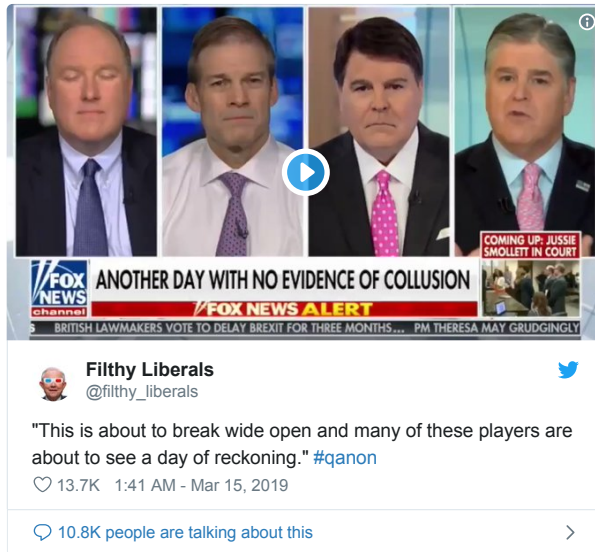 COMING UP: JUSSIE
SMOLLETT IN COURT
FOX
NEWS
channel
ANOTHER DAY WITH NO EVIDENCE OF COLLUSION
FOX NEWS ALERT
S BRITISH LAWMAKERS VOTE TO DELAY BREXIT FOR THREE MONTHS... PM THERESA MAY GRUDGINGLY
Filthy Liberals
@filthy_liberals
"This is about to break wide open and many of these players are
about to see a day of reckoning." #qanon
13.7K 1:41 AM - Mar 15, 2019
10.8K people are talking about this